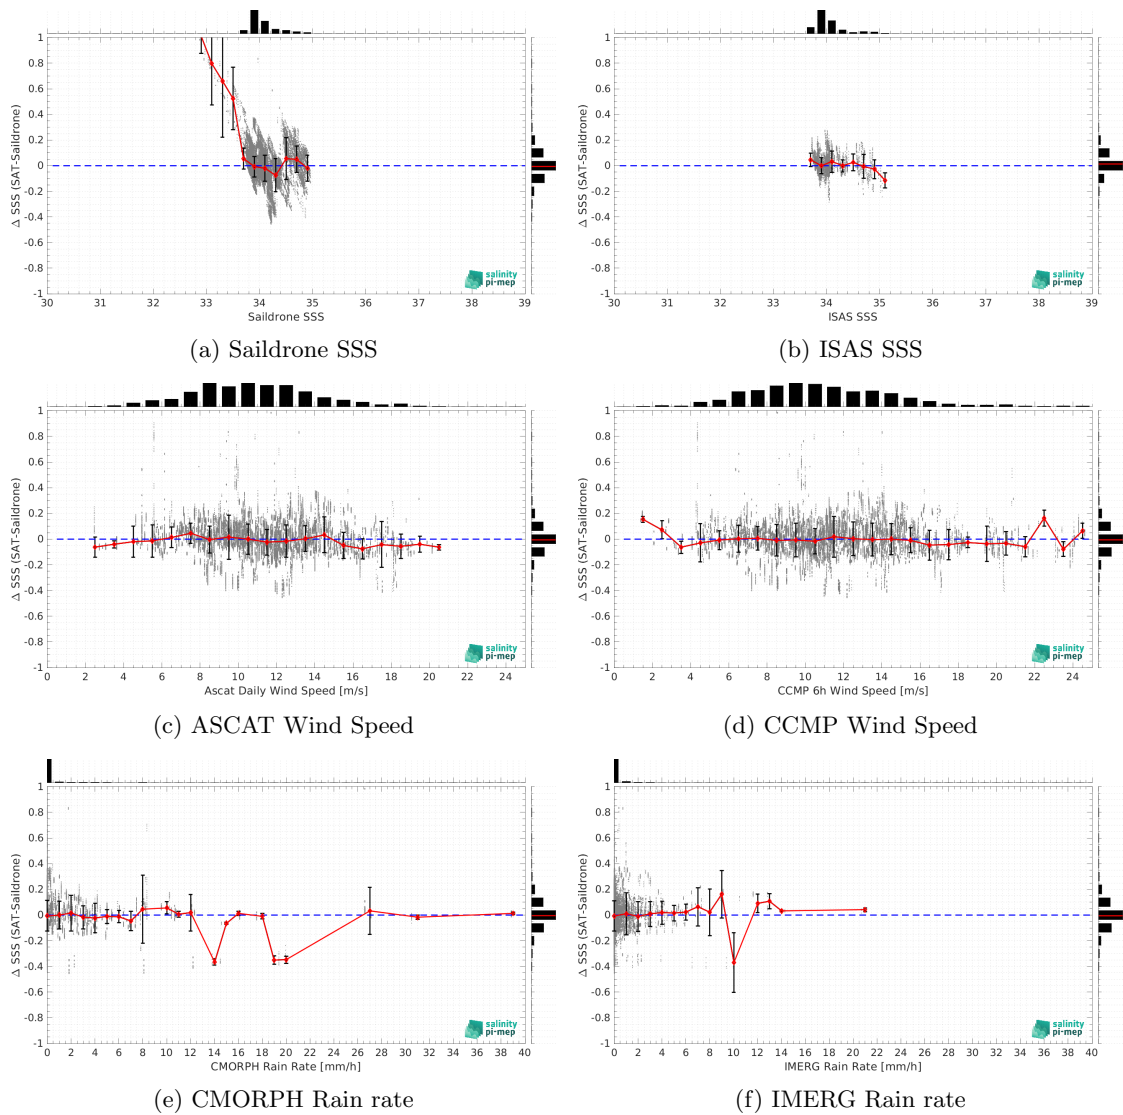 1
0.8
0.6
0.4
0.2
0
-0.2
-0.4
-0.6
-0.8
-1
Δ SSS (SAT-Saildrone)
30 31 32 33 34 35 36 37 38 39
Saildrone SSS
salinity
pi-mep
(a) Saildrone SSS
1
0.8
0.6
0.4
0.2
0
-0.2
-0.4
-0.6
-0.8
-1
Δ SSS (SAT-Saildrone)
30 31 32 33 34 35 36 37 38 39
ISAS SSS
salinity
pi-mep
(b) ISAS SSS
1
0.8
0.6
0.4
0.2
0
-0.2
-0.4
-0.6
-0.8
-1
Δ SSS (SAT-Saildrone)
0 2 4 6 8 10 12 14 16 18 20 22 24
Ascat Daily Wind Speed [m/s]
salinity
pi-mep
(c) ASCAT Wind Speed
1
0.8
0.6
0.4
0.2
0
-0.2
-0.4
-0.6
-0.8
-1
Δ SSS (SAT-Saildrone)
0 2 4 6 8 10 12 14 16 18 20 22 24
CCMP 6h Wind Speed [m/s]
salinity
pi-mep
(d) CCMP Wind Speed
1
0.8
0.6
0.4
0.2
0
-0.2
-0.4
-0.6
-0.8
-1
Δ SSS (SAT-Saildrone)
0 2 4 6 8 10 12 14 16 18 20 22 24 26 28 30 32 34 36 38 40
CMORPH Rain Rate [mm/h]
salinity
pi-mep
(e) CMORPH Rain rate
1
0.8
0.6
0.4
0.2
0
-0.2
-0.4
-0.6
-0.8
-1
Δ SSS (SAT-Saildrone)
0 2 4 6 8 10 12 14 16 18 20 22 24 26 28 30 32 34 36 38 40
IMERG Rain Rate [mm/h]
salinity
pi-mep
(f) IMERG Rain rate